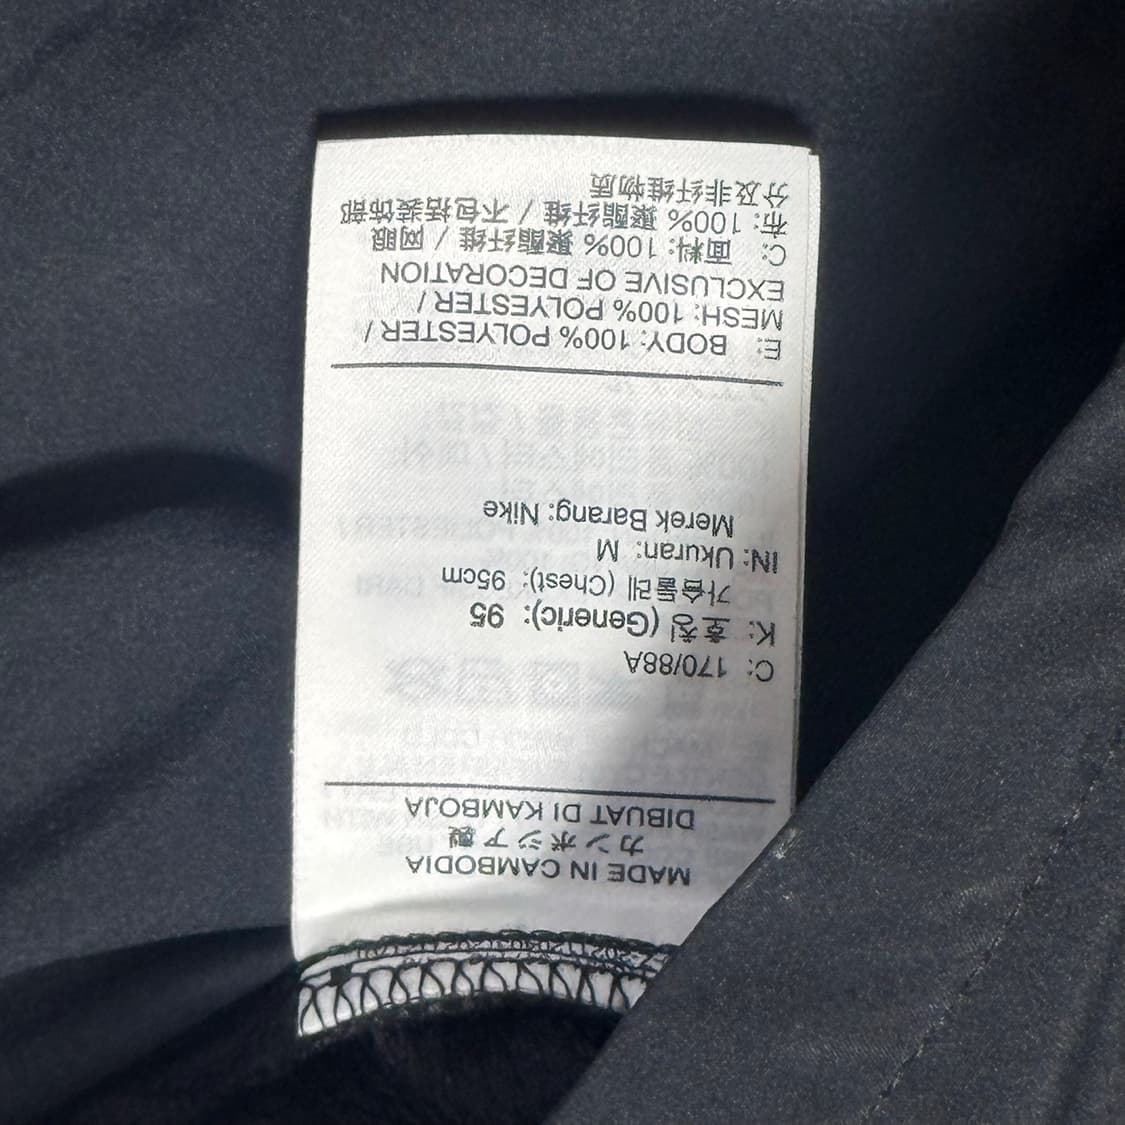 MADE IN CAMBODIA
カンボジア製
DIBUAT DI KAMBOJA
C: 170/88A
K: 호칭 (Generic): 95
가슴둘레 (Chest): 95cm
IN: Ukuran: M
Merek Barang: Nike
E: BODY: 100% POLYESTER /
MESH: 100% POLYESTER /
EXCLUSIVE OF DECORATION
C: 面料: 100% 聚酯纤维 / 网眼
布: 100% 聚酯纤维 / 不包括装饰部
分及非纤维物质